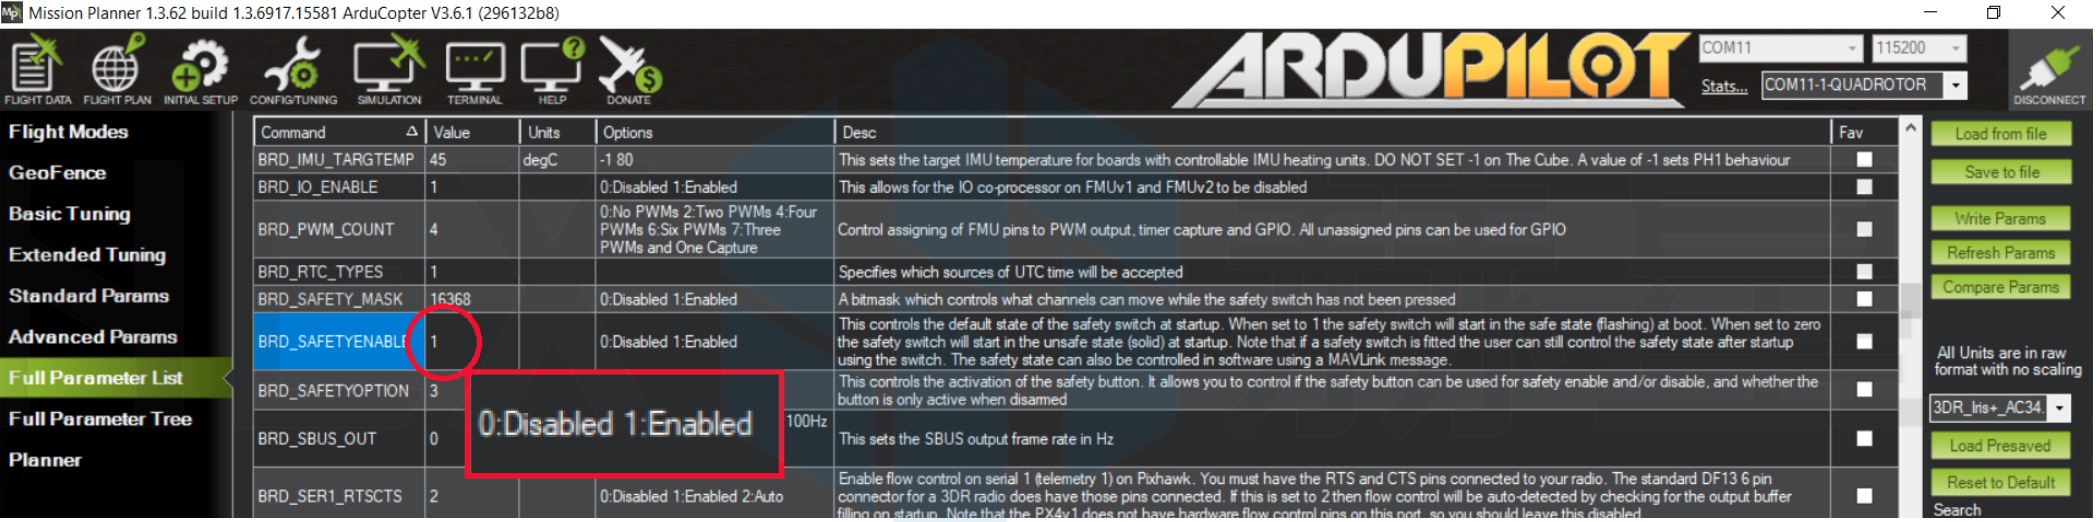 Mission Planner 1.3.62 build 1.3.6917.15581 ArduCopter V3.6.1 (296132b8)
FLIGHT DATA FLIGHT PLAN INITIAL SETUP CONFIG/TUNING SIMULATION TERMINAL HELP DONATE
ARDUPILOT
COM11 115200
Stats... COM11-1-QUADROTOR
DISCONNECT
Flight Modes
GeoFence
Basic Tuning
Extended Tuning
Standard Params
Advanced Params
Full Parameter List
Full Parameter Tree
Planner
Command Value Units Options Desc Fav
BRD_IMU_TARGTEMP 45 degC -1 80 This sets the target IMU temperature for boards with controllable IMU heating units. DO NOT SET -1 on The Cube. A value of -1 sets PH1 behaviour
BRD_IO_ENABLE 1 0:Disabled 1:Enabled This allows for the IO co-processor on FMUv1 and FMUv2 to be disabled
BRD_PWM_COUNT 4
0:No PWMs 2:Two PWMs 4:Four
PWMs 6:Six PWMs 7:Three
PWMs and One Capture
Control assigning of FMU pins to PWM output, timer capture and GPIO. All unassigned pins can be used for GPIO
BRD_RTC_TYPES 1 Specifies which sources of UTC time will be accepted
BRD_SAFETY_MASK 16368 0:Disabled 1:Enabled A bitmask which controls what channels can move while the safety switch has not been pressed
BRD_SAFETYENABLE 1 0:Disabled 1:Enabled
This controls the default state of the safety switch at startup. When set to 1 the safety switch will start in the safe state (flashing) at boot. When set to zero
the safety switch will start in the unsafe state (solid) at startup. Note that if a safety switch is fitted the user can still control the safety state after startup
using the switch. The safety state can also be controlled in software using a MAVLink message.
BRD_SAFETYOPTION 3
This controls the activation of the safety button. It allows you to control if the safety button can be used for safety enable and/or disable, and whether the
button is only active when disarmed
0:Disabled 1:Enabled
BRD_SBUS_OUT 0 100Hz This sets the SBUS output frame rate in Hz
BRD_SER1_RTSCTS 2 0:Disabled 1:Enabled 2:Auto
Enable flow control on serial 1 (telemetry 1) on Pixhawk. You must have the RTS and CTS pins connected to your radio. The standard DF13 6 pin
connector for a 3DR radio does have those pins connected. If this is set to 2 then flow control will be auto-detected by checking for the output buffer
filling on startup. Note that the PX4v1 does not have hardware flow control pins on this port, so you should leave this disabled.
Load from file
Save to file
Write Params
Refresh Params
Compare Params
All Units are in raw
format with no scaling
3DR_Iris+_AC34.
Load Presaved
Reset to Default
Search